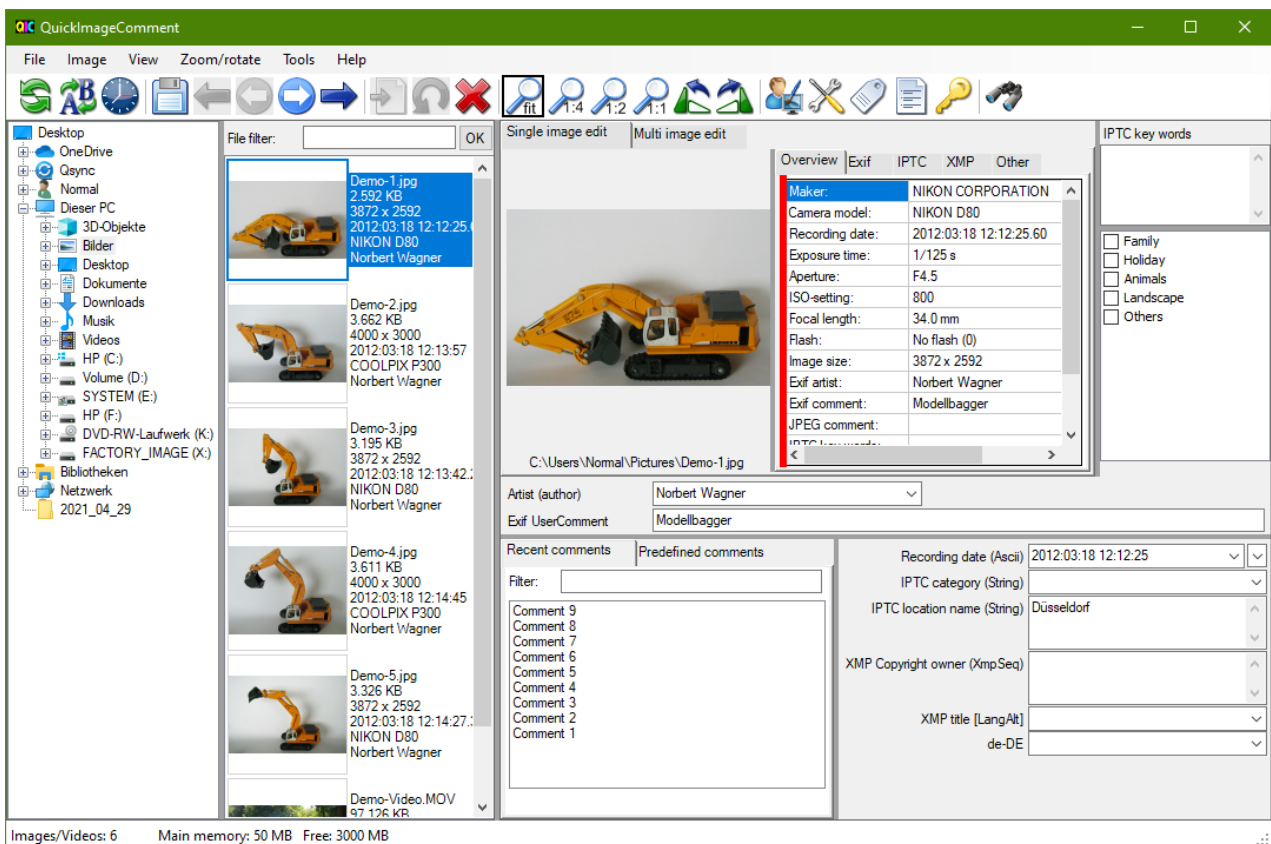 QIC QuickImageComment
File Image View Zoom/rotate Tools Help
AB fit 1:4 1:2 1:1
Desktop
OneDrive
Qsync
Normal
Dieser PC
3D-Objekte
Bilder
Desktop
Dokumente
Downloads
Musik
Videos
HP (C:)
Volume (D:)
SYSTEM (E:)
HP (F:)
DVD-RW-Laufwerk (K:)
FACTORY_IMAGE (X:)
Bibliotheken
Netzwerk
2021_04_29
File filter: OK
Demo-1.jpg
2.592 KB
3872 x 2592
2012:03:18 12:12:25.
NIKON D80
Norbert Wagner
Demo-2.jpg
3.662 KB
4000 x 3000
2012:03:18 12:13:57
COOLPIX P300
Norbert Wagner
Demo-3.jpg
3.195 KB
3872 x 2592
2012:03:18 12:13:42.
NIKON D80
Norbert Wagner
Demo-4.jpg
3.611 KB
4000 x 3000
2012:03:18 12:14:45
COOLPIX P300
Norbert Wagner
Demo-5.jpg
3.326 KB
3872 x 2592
2012:03:18 12:14:27.
NIKON D80
Norbert Wagner
Demo-Video.MOV
97.126 KB
Single image edit Multi image edit
C:\Users\Normal\Pictures\Demo-1.jpg
Overview Exif IPTC XMP Other
Maker: NIKON CORPORATION
Camera model: NIKON D80
Recording date: 2012:03:18 12:12:25.60
Exposure time: 1/125 s
Aperture: F4.5
ISO-setting: 800
Focal length: 34.0 mm
Flash: No flash (0)
Image size: 3872 x 2592
Exif artist: Norbert Wagner
Exif comment: Modellbagger
JPEG comment:
IPTC key words:
IPTC key words
Family
Holiday
Animals
Landscape
Others
Artist (author) Norbert Wagner
Exif UserComment Modellbagger
Recent comments Predefined comments
Filter:
Comment 9
Comment 8
Comment 7
Comment 6
Comment 5
Comment 4
Comment 3
Comment 2
Comment 1
Recording date (Ascii) 2012:03:18 12:12:25
IPTC category (String)
IPTC location name (String) Düsseldorf
XMP Copyright owner (XmpSeq)
XMP title [LangAlt]
de-DE
Images/Videos: 6 Main memory: 50 MB Free: 3000 MB